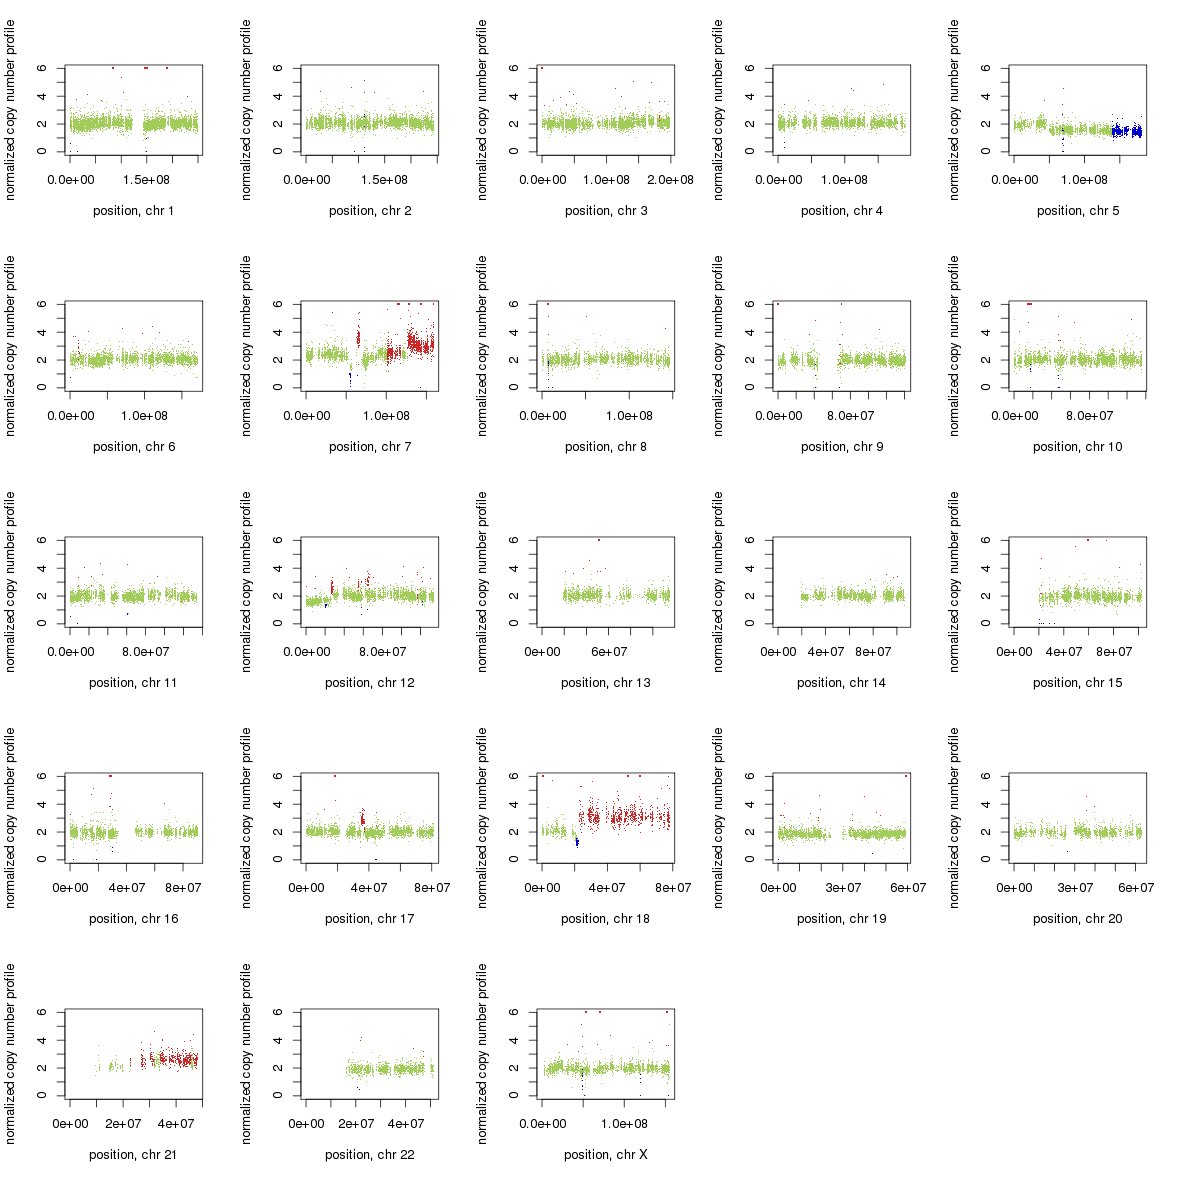 normalized copy number profile
0 2 4 6
0.0e+00 1.5e+08
position, chr 1
normalized copy number profile
0 2 4 6
0.0e+00 1.5e+08
position, chr 2
normalized copy number profile
0 2 4 6
0.0e+00 1.0e+08 2.0e+08
position, chr 3
normalized copy number profile
0 2 4 6
0.0e+00 1.0e+08
position, chr 4
normalized copy number profile
0 2 4 6
0.0e+00 1.0e+08
position, chr 5
normalized copy number profile
0 2 4 6
0.0e+00 1.0e+08
position, chr 6
normalized copy number profile
0 2 4 6
0.0e+00 1.0e+08
position, chr 7
normalized copy number profile
0 2 4 6
0.0e+00 1.0e+08
position, chr 8
normalized copy number profile
0 2 4 6
0.0e+00 8.0e+07
position, chr 9
normalized copy number profile
0 2 4 6
0.0e+00 8.0e+07
position, chr 10
normalized copy number profile
0 2 4 6
0.0e+00 8.0e+07
position, chr 11
normalized copy number profile
0 2 4 6
0.0e+00 8.0e+07
position, chr 12
normalized copy number profile
0 2 4 6
0e+00 6e+07
position, chr 13
normalized copy number profile
0 2 4 6
0e+00 4e+07 8e+07
position, chr 14
normalized copy number profile
0 2 4 6
0e+00 4e+07 8e+07
position, chr 15
normalized copy number profile
0 2 4 6
0e+00 4e+07 8e+07
position, chr 16
normalized copy number profile
0 2 4 6
0e+00 4e+07 8e+07
position, chr 17
normalized copy number profile
0 2 4 6
0e+00 4e+07 8e+07
position, chr 18
normalized copy number profile
0 2 4 6
0e+00 3e+07 6e+07
position, chr 19
normalized copy number profile
0 2 4 6
0e+00 3e+07 6e+07
position, chr 20
normalized copy number profile
0 2 4 6
0e+00 2e+07 4e+07
position, chr 21
normalized copy number profile
0 2 4 6
0e+00 2e+07 4e+07
position, chr 22
normalized copy number profile
0 2 4 6
0.0e+00 1.0e+08
position, chr X